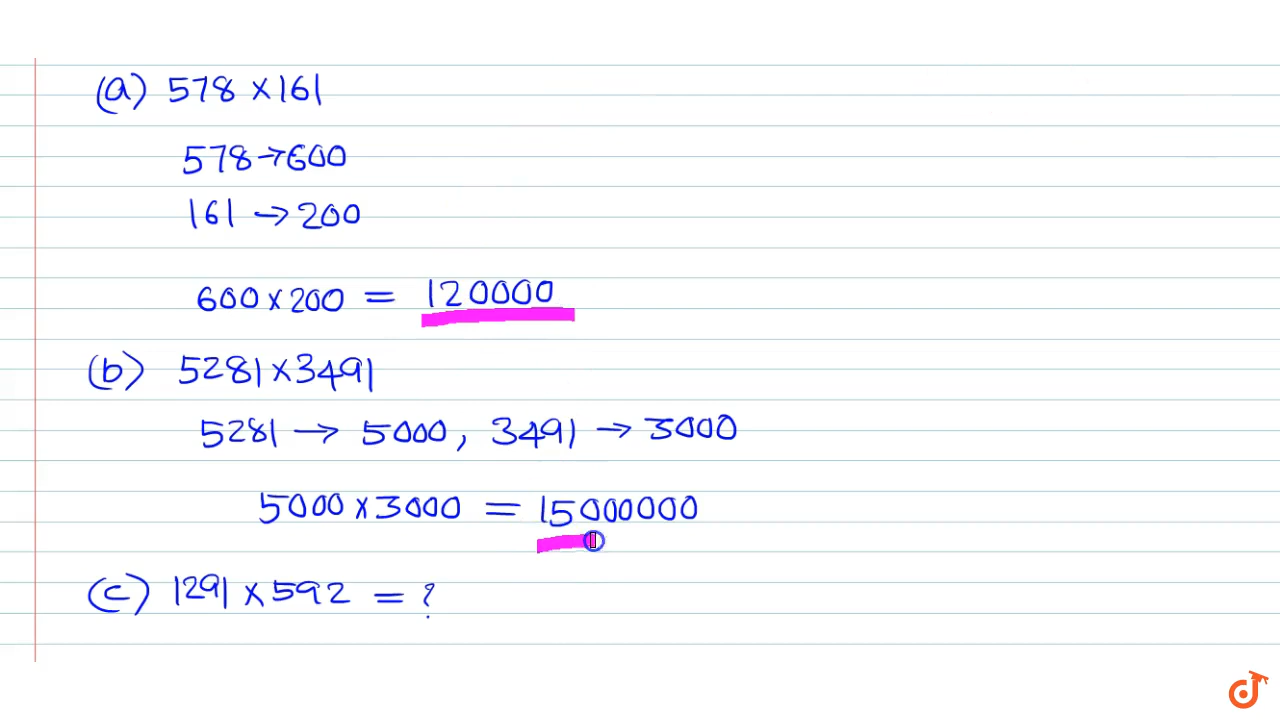 (a) 578 × 161
578 → 600
161 → 200
600 × 200 = 120000
(b) 5281 × 3491
5281 → 5000, 3491 → 3000
5000 × 3000 = 15000000
(c) 1291 × 592 = ?